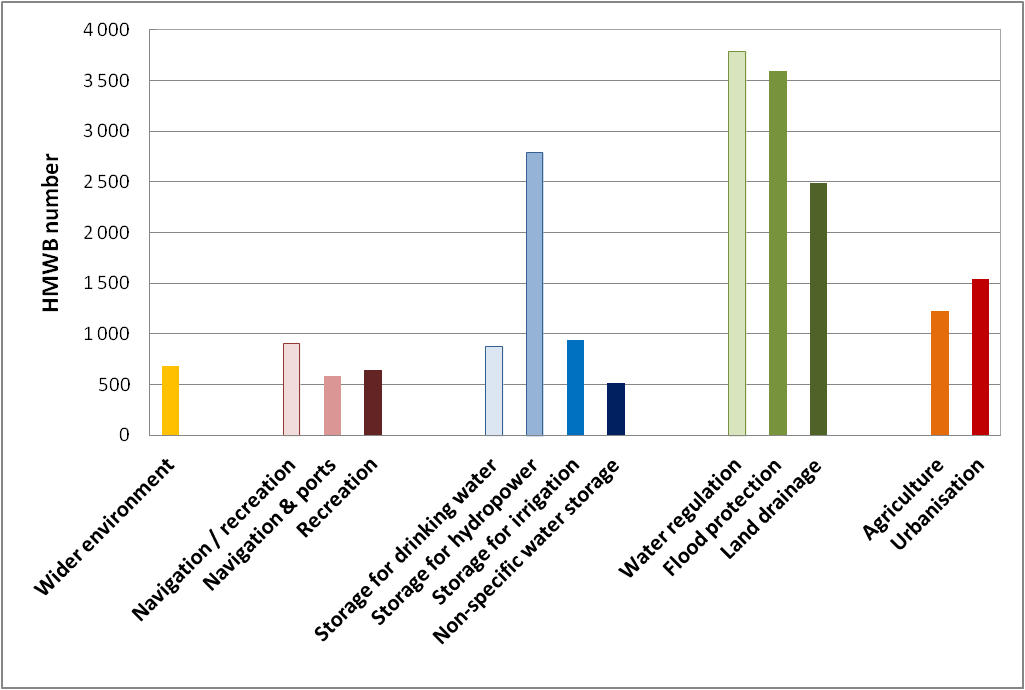 HMWB number
4 000
3 500
3 000
2 500
2 000
1 500
1 000
500
0
Wider environment
Navigation / recreation
Navigation & ports
Recreation
Storage for drinking water
Storage for hydropower
Storage for irrigation
Non-specific water storage
Water regulation
Flood protection
Land drainage
Agriculture
Urbanisation